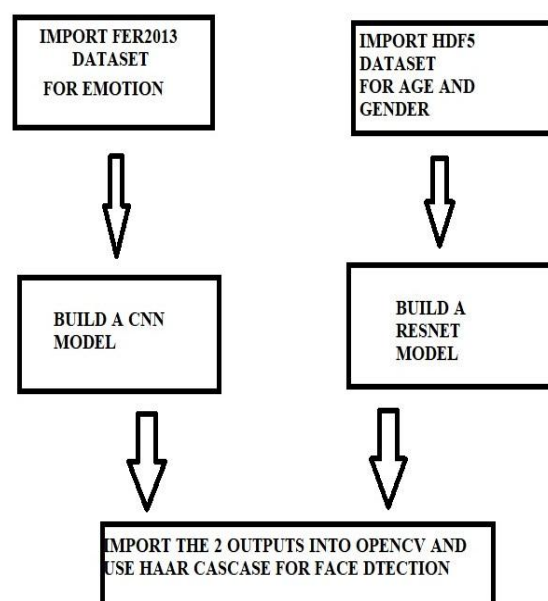 IMPORT FER2013
DATASET
FOR EMOTION
IMPORT HDF5
DATASET
FOR AGE AND
GENDER
BUILD A CNN
MODEL
BUILD A
RESNET
MODEL
IMPORT THE 2 OUTPUTS INTO OPENCV AND
USE HAAR CASCASE FOR FACE DTECTION